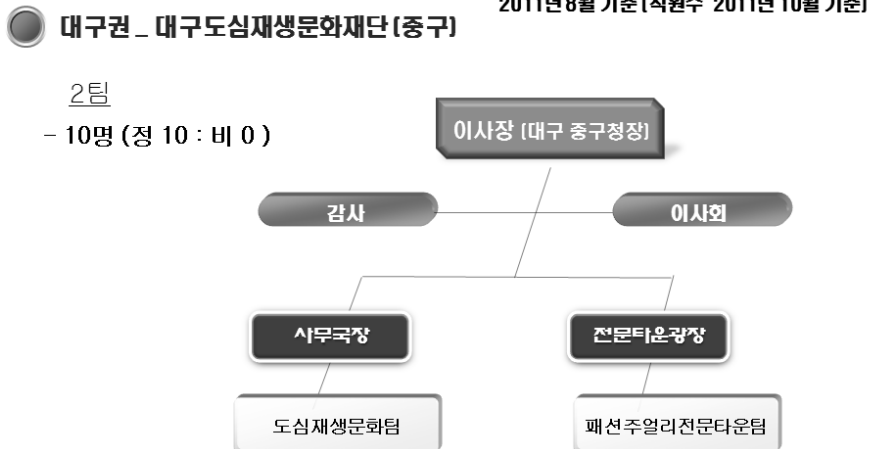 2011년 8월 기준 (직원수 2011년 10월 기준)
대구권 _ 대구도심재생문화재단 (중구)
2팀
- 10명 (정 10 : 비 0 )
이사장 (대구 중구청장)
감사
이사회
사무국장
전문타운광장
도심재생문화팀
패션주얼리전문타운팀